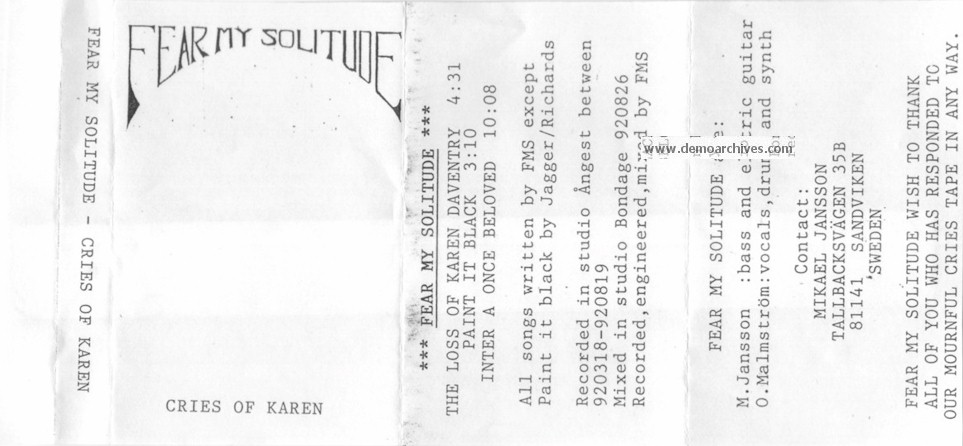 FEAR MY SOLITUDE - CRIES OF KAREN
FEAR MY SOLITUDE
CRIES OF KAREN
*** FEAR MY SOLITUDE ***
THE LOSS OF KAREN DAVENTRY 4:31
PAINT IT BLACK 3:10
INTER A ONCE BELOVED 10:08
All songs written by FMS except
Paint it black by Jagger/Richards
Recorded in studio Ångest between
920318-920819
Mixed in studio Bondage 920826
Recorded,engineered,mixed by FMS
www.demoarchives.com
FEAR MY SOLITUDE are:
M.Jansson :bass and electric guitar
O.Malmström:vocals,drum and synth
Contact:
MIKAEL JANSSON
TALLBACKSVÄGEN 35B
81141 SANDVIKEN
SWEDEN
FEAR MY SOLITUDE WISH TO THANK
ALL OF YOU WHO HAS RESPONDED TO
OUR MOURNFUL CRIES TAPE IN ANY WAY.